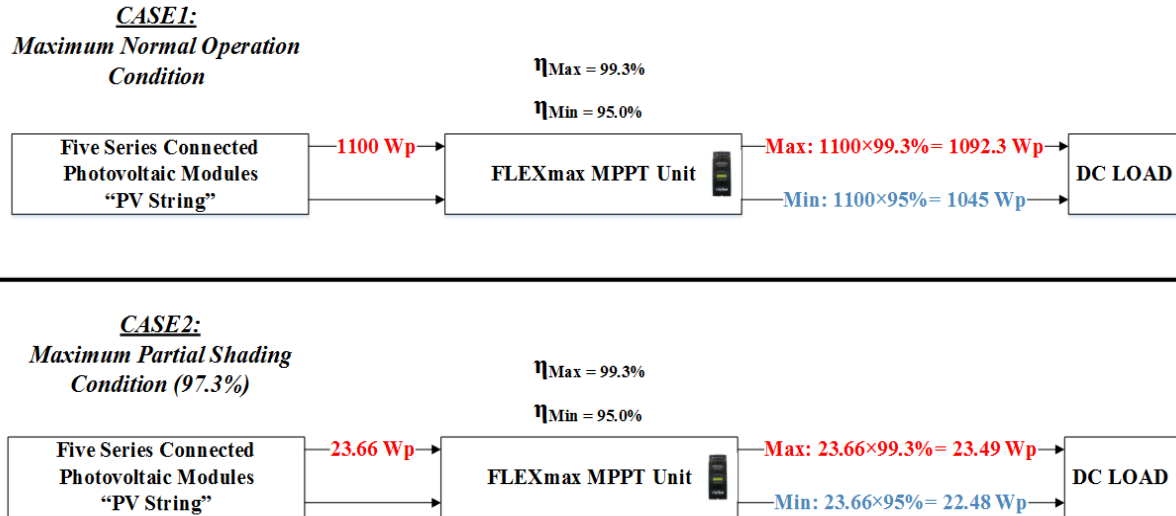 CASE1:
Maximum Normal Operation
Condition
ηMax = 99.3%
ηMin = 95.0%
Five Series Connected
Photovoltaic Modules
“PV String”
1100 Wp
FLEXmax MPPT Unit
Max: 1100×99.3%= 1092.3 Wp
Min: 1100×95%= 1045 Wp
DC LOAD
CASE2:
Maximum Partial Shading
Condition (97.3%)
ηMax = 99.3%
ηMin = 95.0%
Five Series Connected
Photovoltaic Modules
“PV String”
23.66 Wp
FLEXmax MPPT Unit
Max: 23.66×99.3%= 23.49 Wp
Min: 23.66×95%= 22.48 Wp
DC LOAD